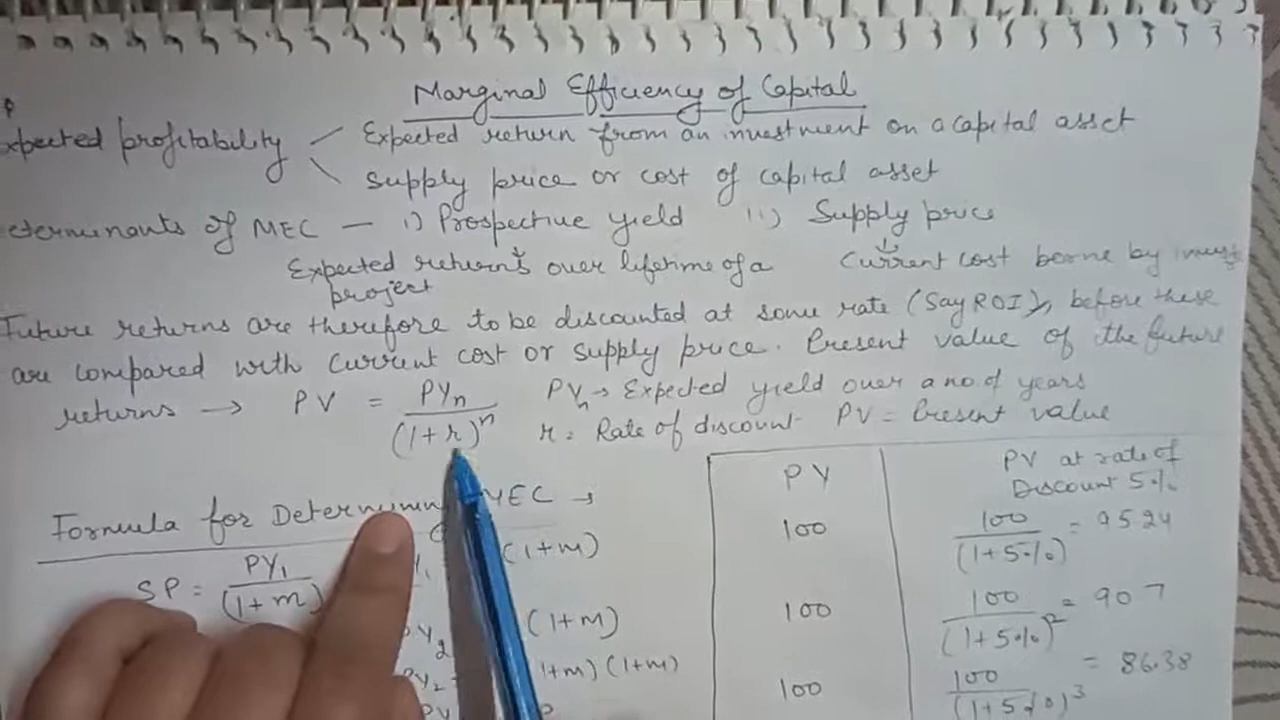 Marginal Efficiency of Capital
xpected profitability Expected return from an investment on a capital asset
Supply price or cost of capital asset
eterminants of MEC — i) Prospective yield ii) Supply price
Expected returns over lifetime of a Current cost borne by
project
Future returns are therefore to be discounted at some rate (Say ROI), before these
are compared with current cost or supply price. Present value of the future
returns → PV = PYn / (1+r)^n PYn → Expected yield over a no. of years
r = Rate of discount PV = Present value
Formula for MEC →
SP = PY1 / (1+m) (1+m)
PY2 (1+m)
PY2 1+m) (1+m)
PY PV at rate of
Discount 5%
100 100 / (1+5%) = 9524
100 100 / (1+5%)^2 = 907
100 100 / (1+5%)^3 = 86.38